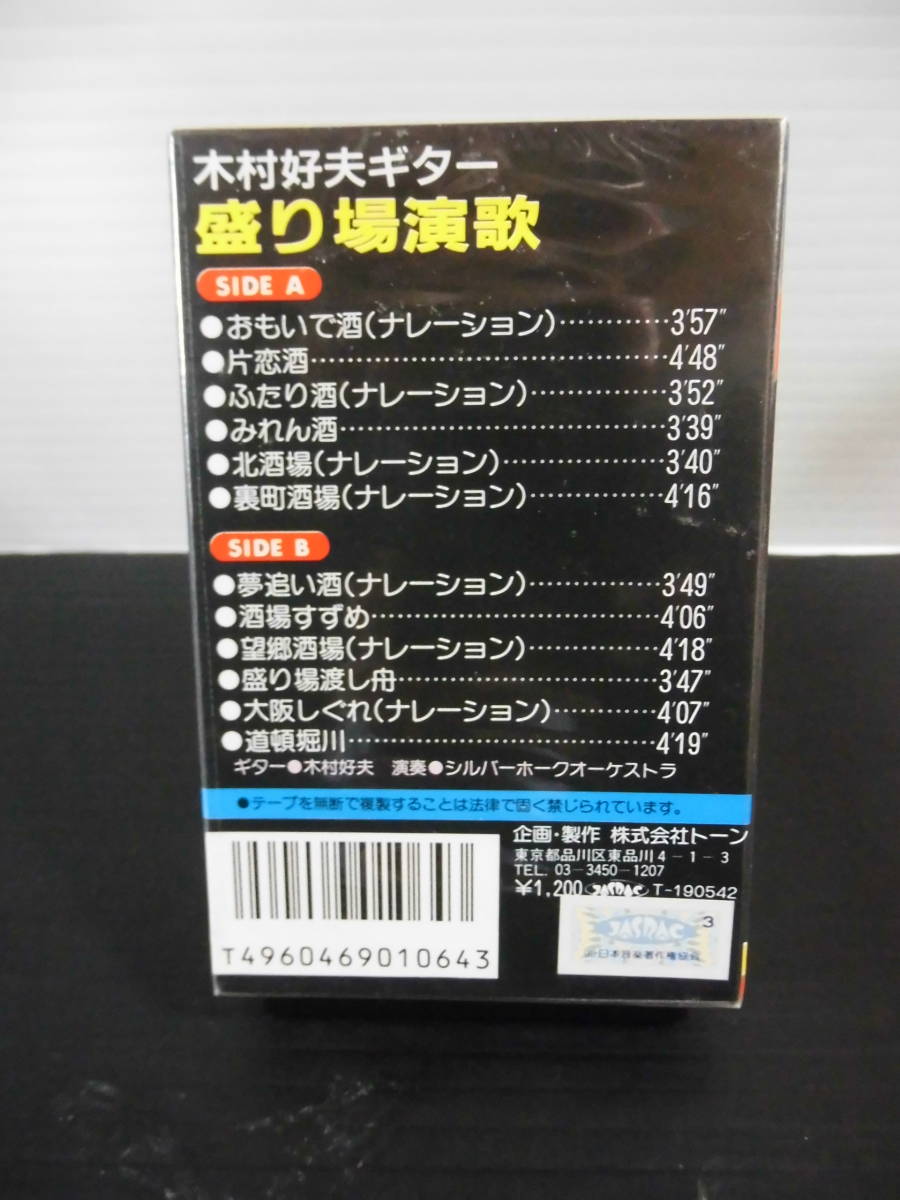 木村好夫ギター
盛り場演歌
SIDE A
●おもいで酒(ナレーション)…………3′57″
●片恋酒………………………………4′48″
●ふたり酒(ナレーション)……………3′52″
●みれん酒……………………………3′39″
●北酒場(ナレーション)………………3′40″
●裏町酒場(ナレーション)……………4′16″
SIDE B
●夢追い酒(ナレーション)……………3′49″
●酒場すずめ…………………………4′06″
●望郷酒場(ナレーション)……………4′18″
●盛り場渡し舟………………………3′47″
●大阪しぐれ(ナレーション)…………4′07″
●道頓堀川……………………………4′19″
ギター●木村好夫 演奏●シルバーホークオーケストラ
●テープを無断で複製することは法律で固く禁じられています。
企画・製作 株式会社トーン
東京都品川区東品川4－1－3
TEL. 03－3450－1207
¥1,200 JASRAC T-190542
T4960469010643
3
JASRAC
日本音楽著作権協会